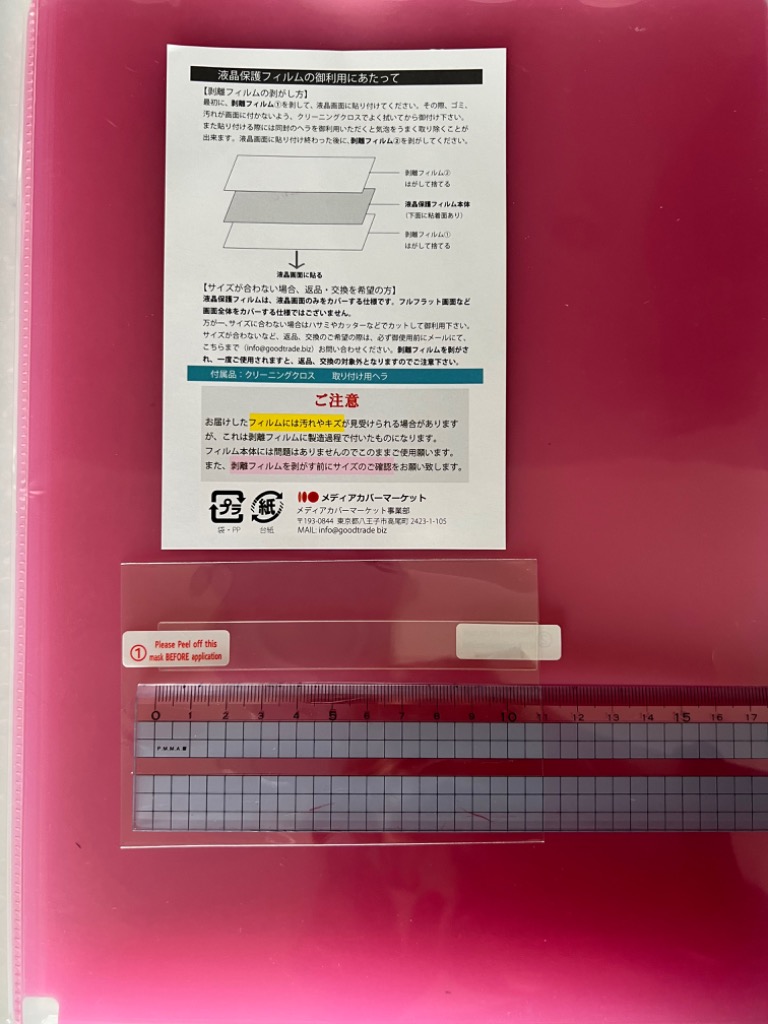 液晶保護フィルムの御利用にあたって
【剥離フィルムの剥がし方】
最初に、剥離フィルム①を剥して、液晶画面に貼り付けてください。その際、ゴミ、
汚れが画面に付かないよう、クリーニングクロスでよく拭いてから御付け下さい。
また貼り付ける際には同封のヘラを御利用いただくと気泡をうまく取り除くことが
出来ます。液晶画面に貼り付け終わった後に、剥離フィルム②を剥がしてください。
剥離フィルム②
はがして捨てる
液晶保護フィルム本体
(下面に粘着面あり)
剥離フィルム①
はがして捨てる
液晶画面に貼る
【サイズが合わない場合、返品・交換を希望の方】
液晶保護フィルムは、液晶画面のみをカバーする仕様です。フルフラット画面など
画面全体をカバーする仕様ではございません。
万が一、サイズに合わない場合はハサミやカッターなどでカットして御利用下さい。
サイズが合わないなど、返品、交換のご希望の際は、必ず御使用前にメールにて、
こちらまで(info@goodtrade.biz)お問い合わせください。剥離フィルムを剥がさ
れ、一度ご使用されますと、返品、交換の対象外となりますのでご注意下さい。
付属品:クリーニングクロス 取り付け用ヘラ
ご注意
お届けしたフィルムには汚れやキズが見受けられる場合があります
が、これは剥離フィルムに製造過程で付いたものになります。
フィルム本体には問題はありませんのでこのままご使用願います。
また、剥離フィルムを剥がす前にサイズのご確認をお願い致します。
プラ 紙 メディアカバーマーケット
メディアカバーマーケット事業部
〒193-0844 東京都八王子市高尾町 2423-1-105
袋・PP 台紙 MAIL: info@goodtrade biz
① Please Peel off this
mask BEFORE application
0 1 2 3 4 5 6 7 8 9 10 11 12 13 14 15 16 17
P.M.M.A